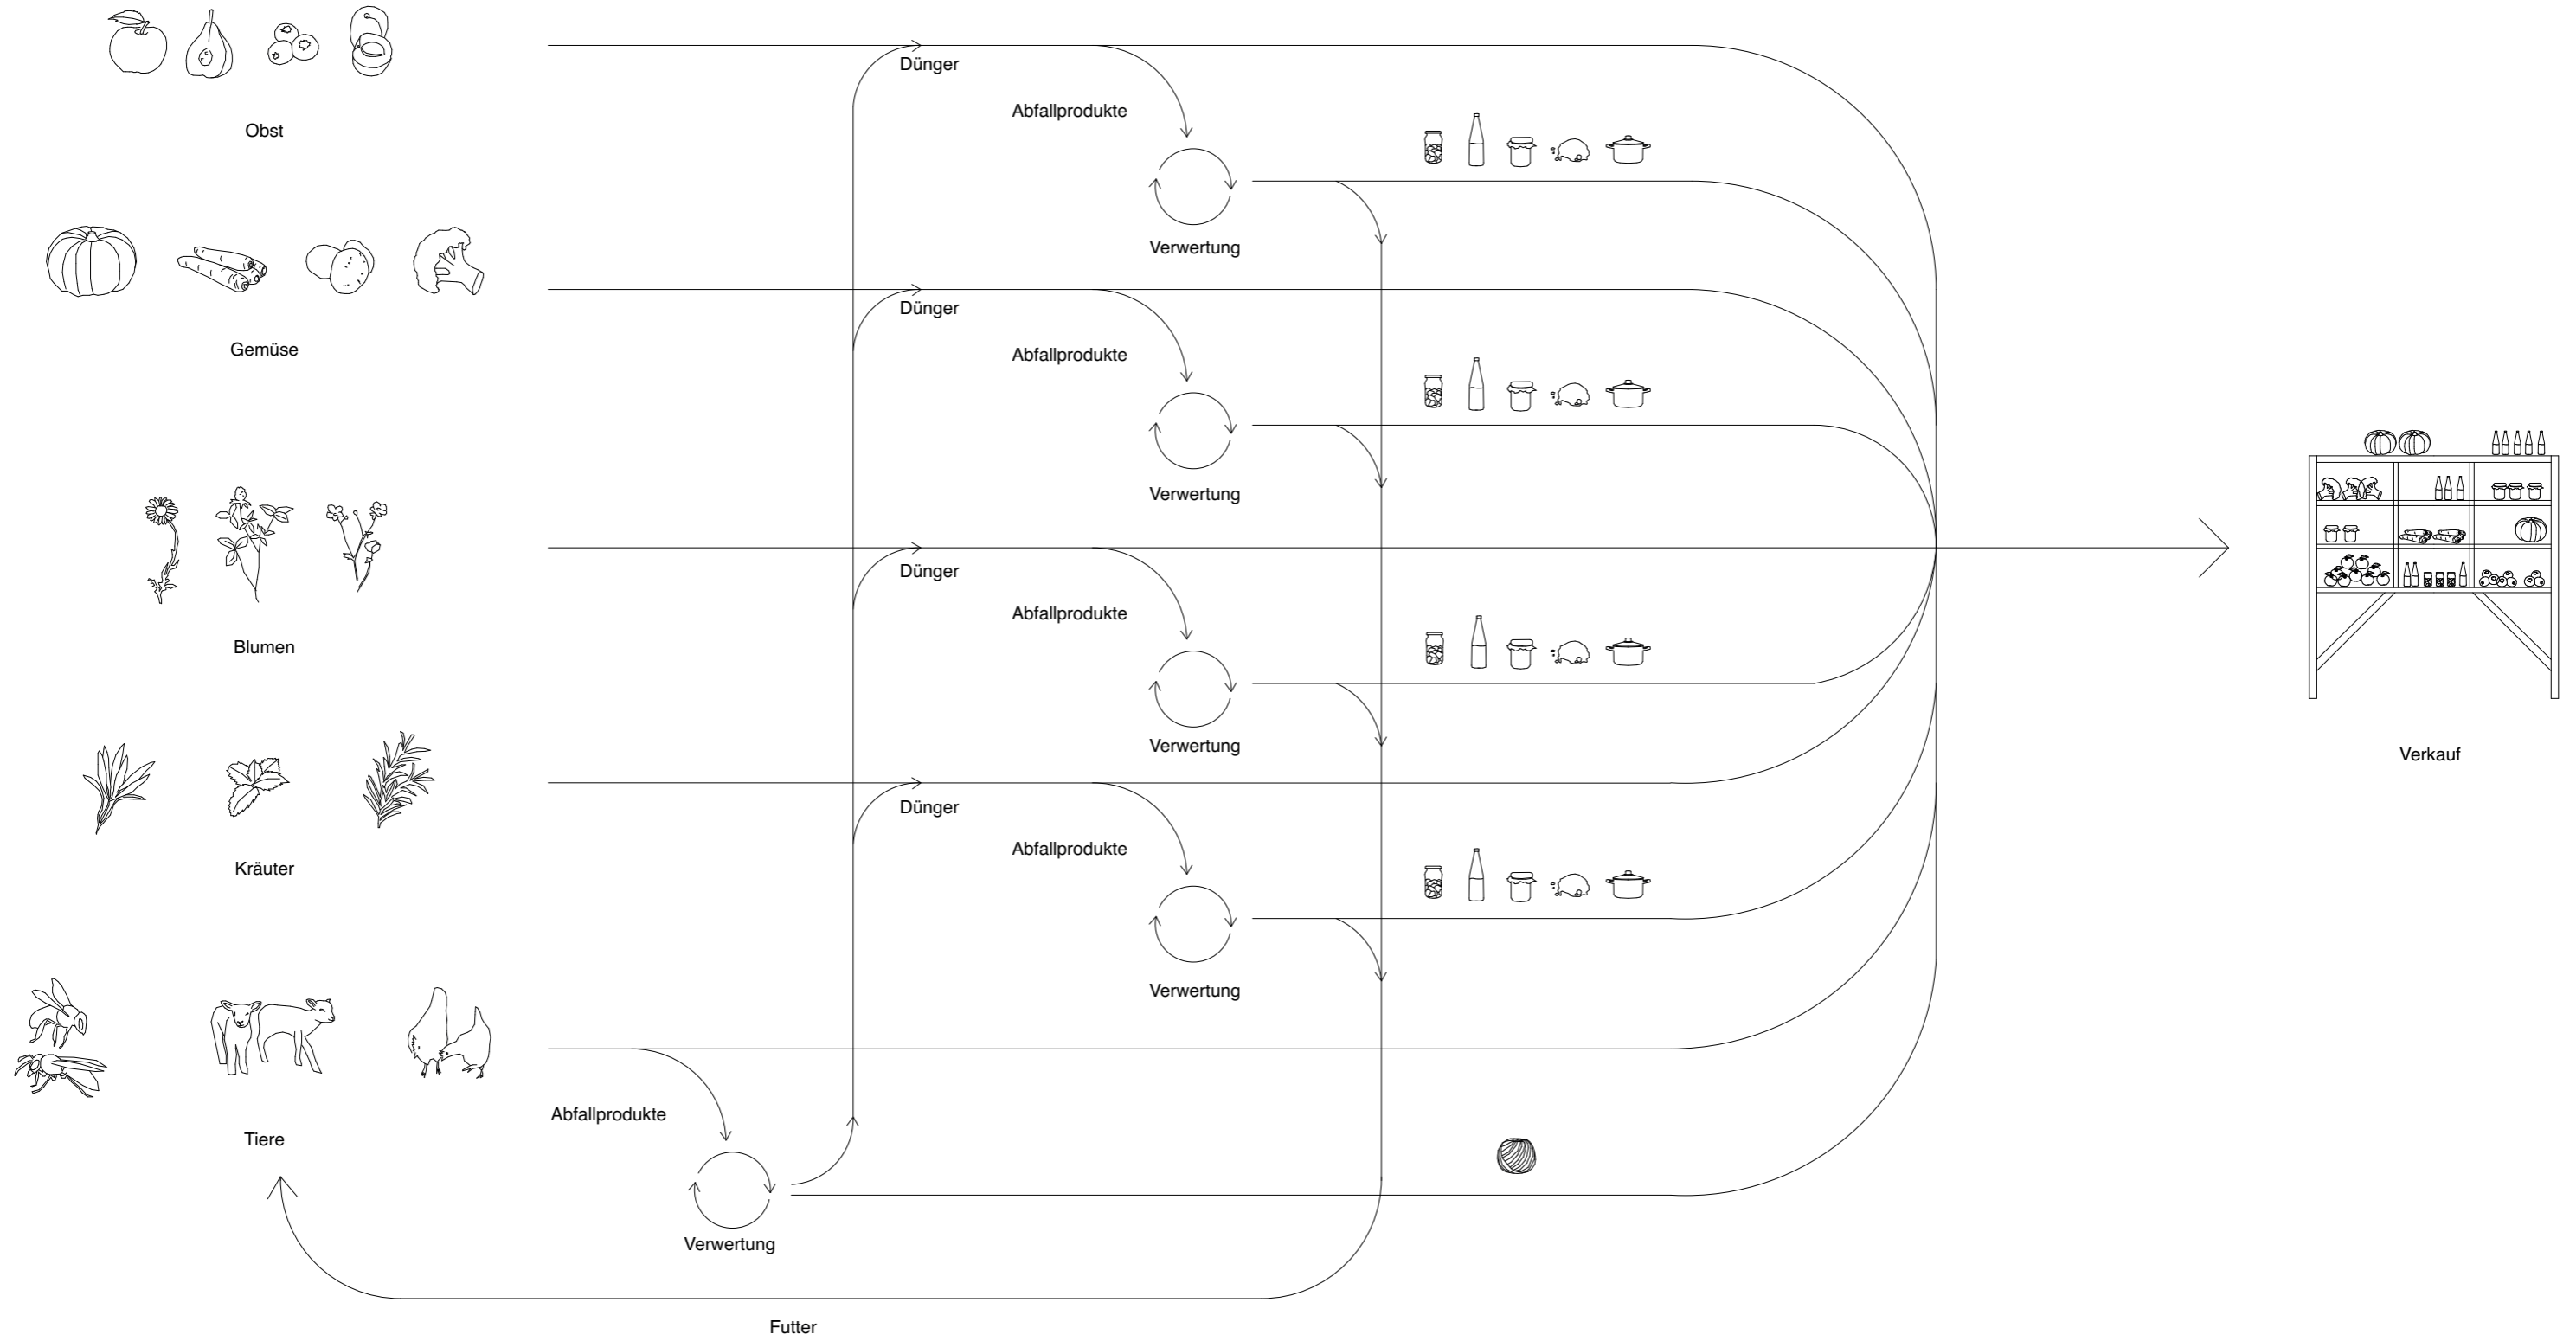 Dünger
Abfallprodukte
Obst
Verwertung
Dünger
Gemüse
Abfallprodukte
Verwertung
Dünger
Abfallprodukte
Blumen
Verwertung
Verkauf
Dünger
Abfallprodukte
Kräuter
Verwertung
Abfallprodukte
Tiere
Verwertung
Futter